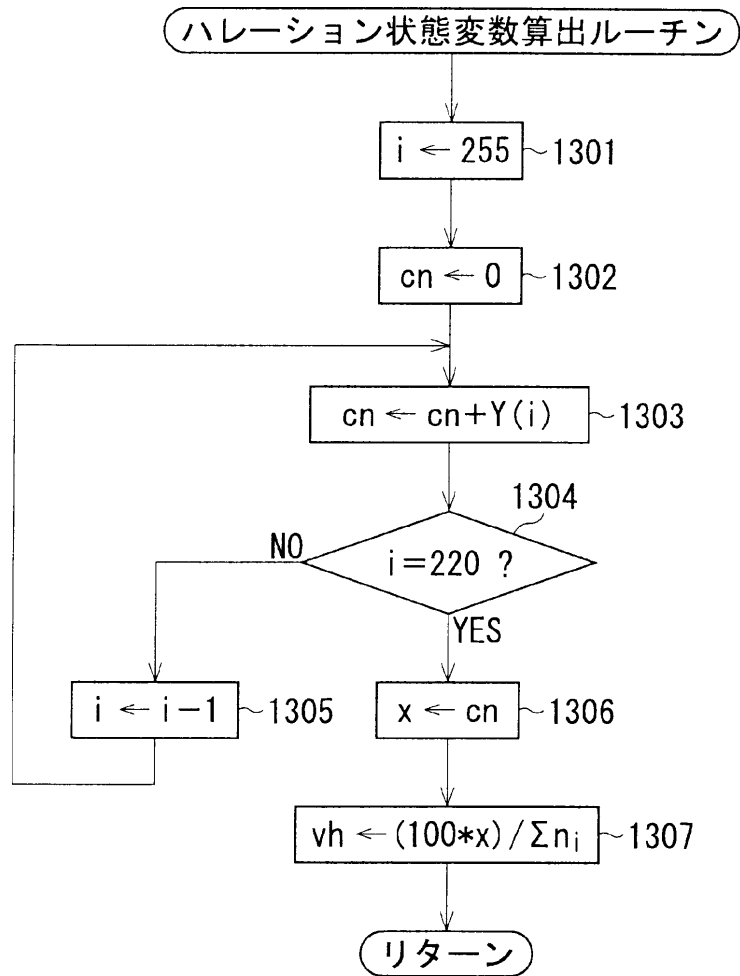 ハレーション状態変数算出ルーチン
i ← 255 ~1301
cn ← 0 ~1302
cn ← cn+Y(i) ~1303
1304
i=220 ?
NO
YES
i ← i-1 ~1305
x ← cn ~1306
vh ← (100*x)/Σni ~1307
リターン